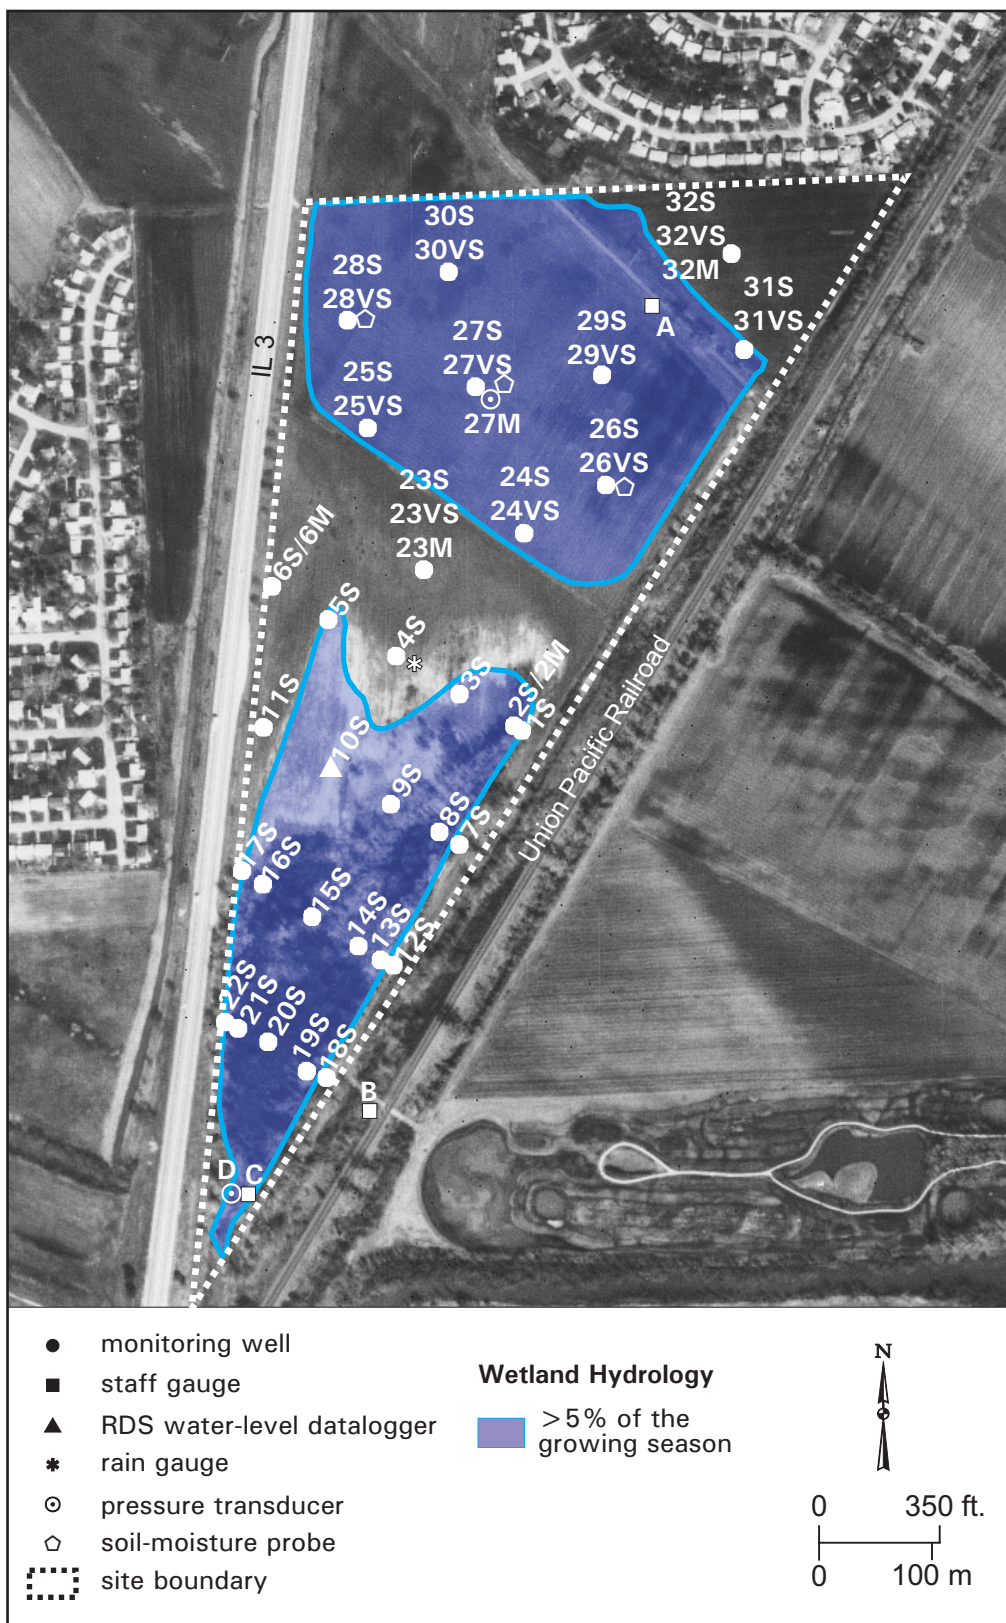 30S
30VS
32S
32VS
32M
28S
28VS
31S
31VS
A
27S
27VS
27M
29S
29VS
IL 3
25S
25VS
26S
26VS
23S
23VS
23M
24S
24VS
6S/6M
5S
4S
3S
2S/2M
1S
11S
10S
9S
8S
7S
Union Pacific Railroad
17S
16S
15S
14S
13S
12S
22S
21S
20S
19S
18S
B
D
C
monitoring well
staff gauge
RDS water-level datalogger
rain gauge
pressure transducer
soil-moisture probe
site boundary
Wetland Hydrology
>5% of the
growing season
N
0 350 ft.
0 100 m